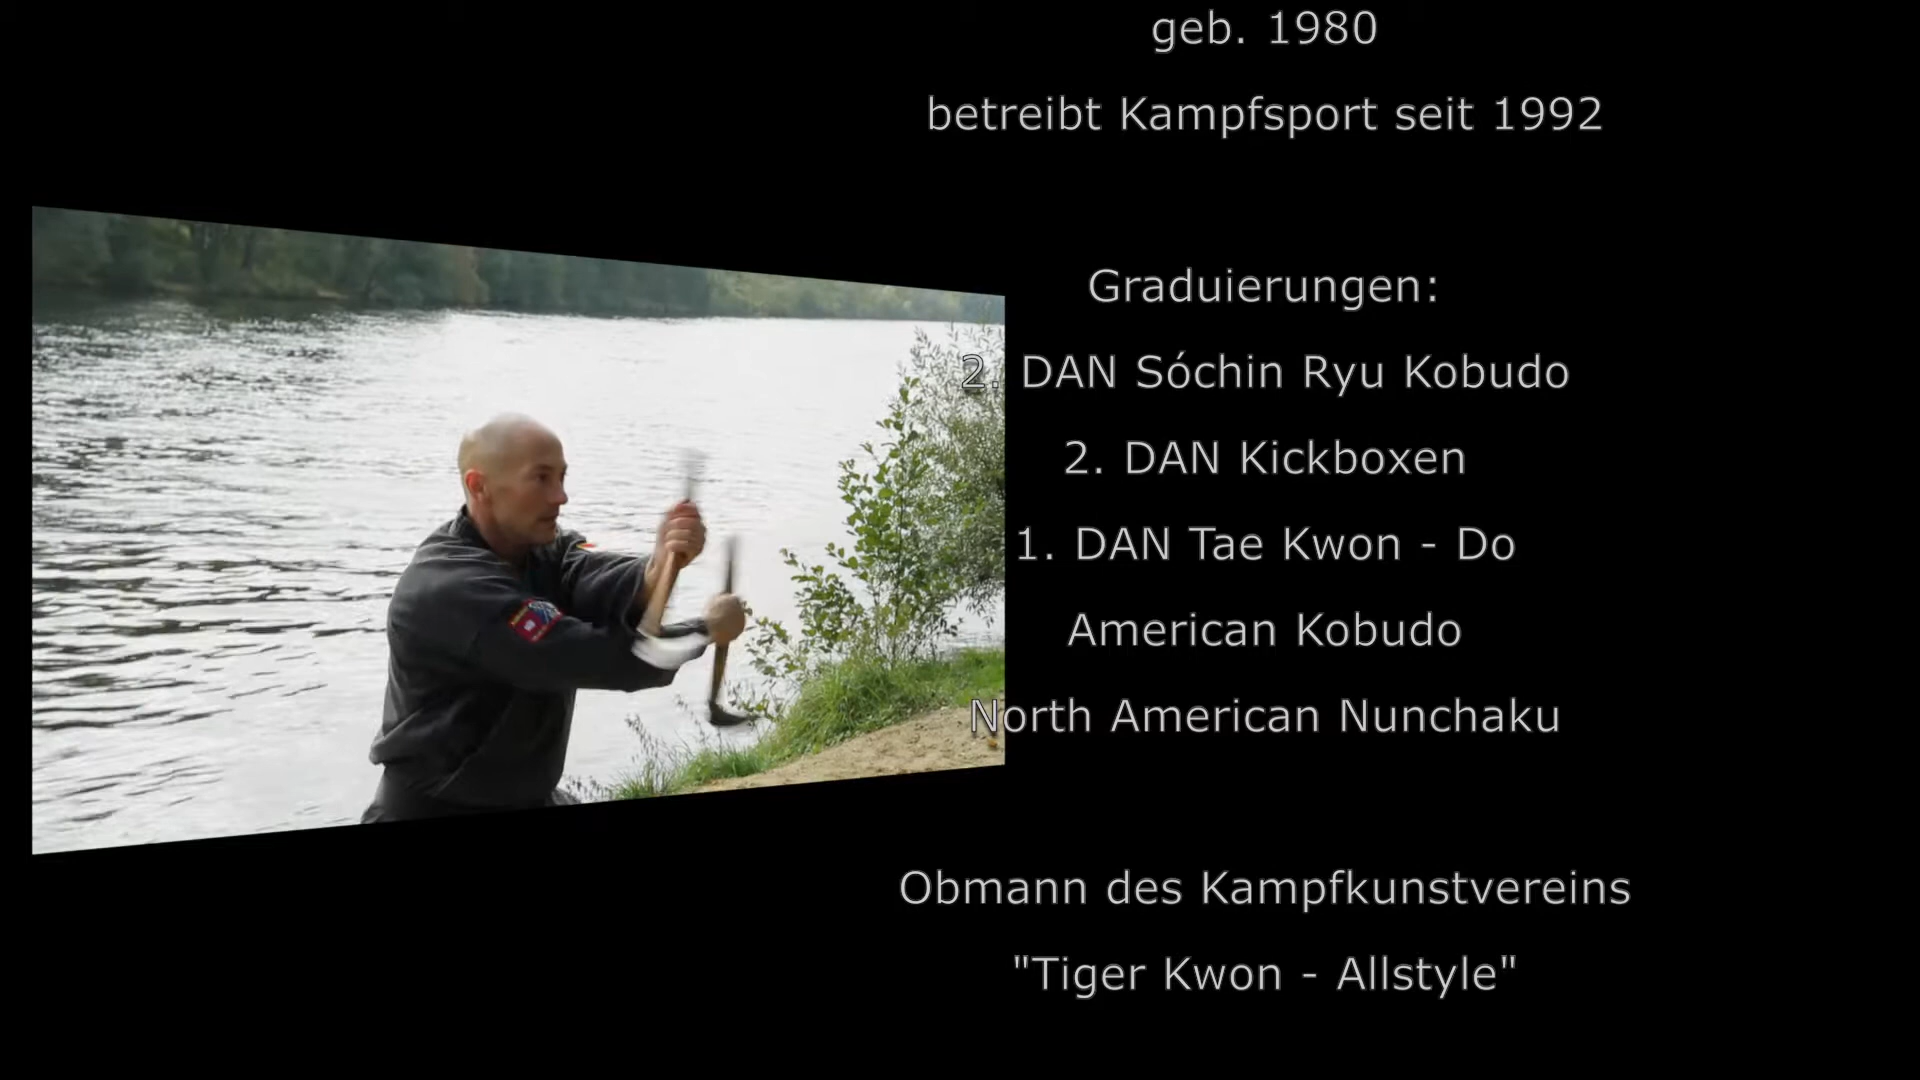 geb. 1980
betreibt Kampfsport seit 1992
Graduierungen:
2. DAN Sóchin Ryu Kobudo
2. DAN Kickboxen
1. DAN Tae Kwon - Do
American Kobudo
North American Nunchaku
Obmann des Kampfkunstvereins
"Tiger Kwon - Allstyle"